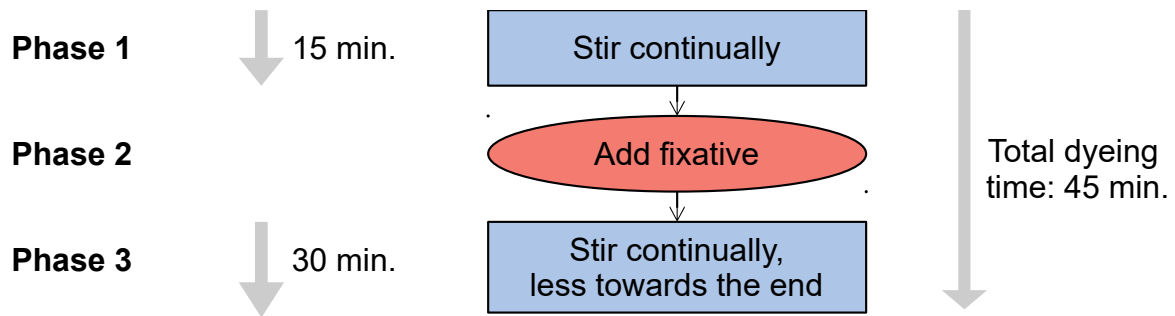 Phase 1
15 min.
Stir continually
Phase 2
Add fixative
Total dyeing
time: 45 min.
Phase 3
30 min.
Stir continually,
less towards the end